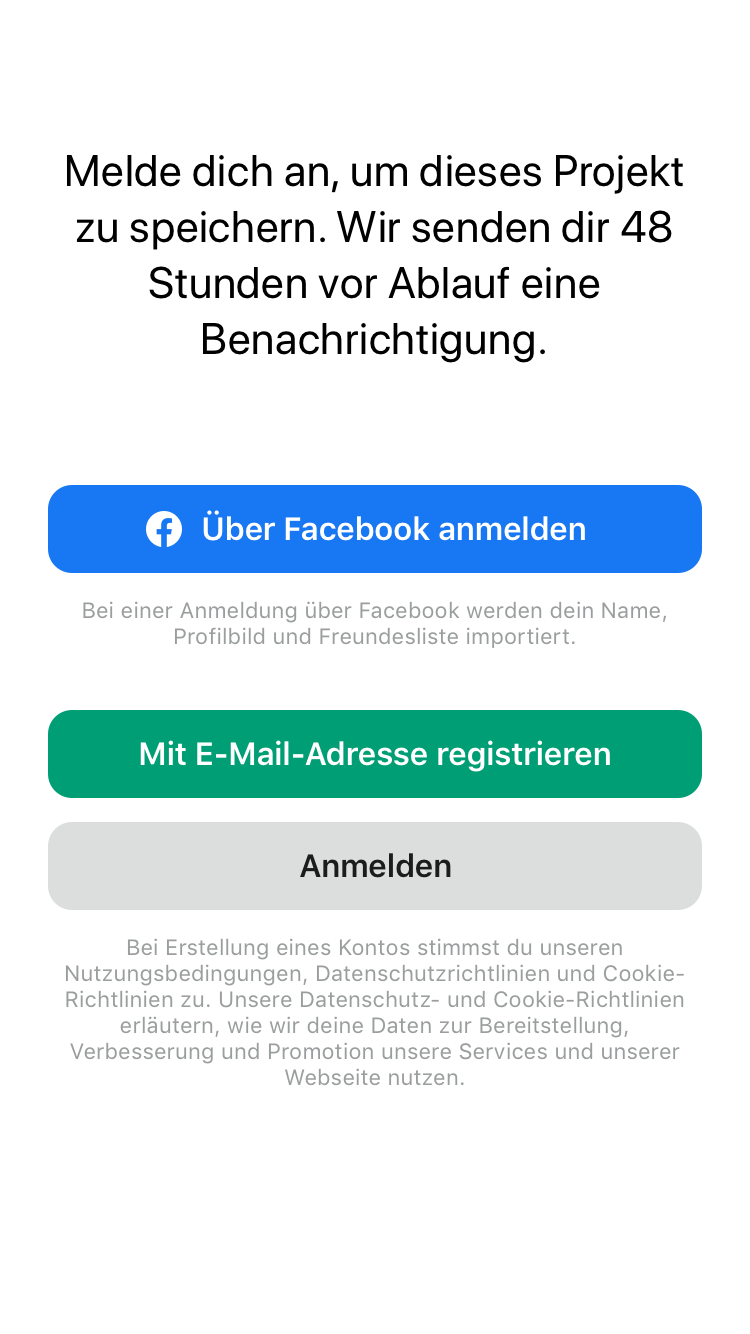 Melde dich an, um dieses Projekt
zu speichern. Wir senden dir 48
Stunden vor Ablauf eine
Benachrichtigung.
Über Facebook anmelden
Bei einer Anmeldung über Facebook werden dein Name,
Profilbild und Freundesliste importiert.
Mit E-Mail-Adresse registrieren
Anmelden
Bei Erstellung eines Kontos stimmst du unseren
Nutzungsbedingungen, Datenschutzrichtlinien und Cookie-
Richtlinien zu. Unsere Datenschutz- und Cookie-Richtlinien
erläutern, wie wir deine Daten zur Bereitstellung,
Verbesserung und Promotion unsere Services und unserer
Webseite nutzen.